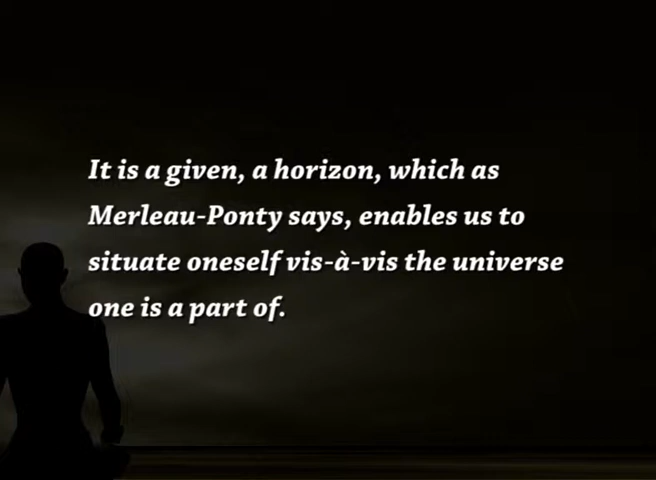 It is a given, a horizon, which as
Merleau-Ponty says, enables us to
situate oneself vis-à-vis the universe
one is a part of.